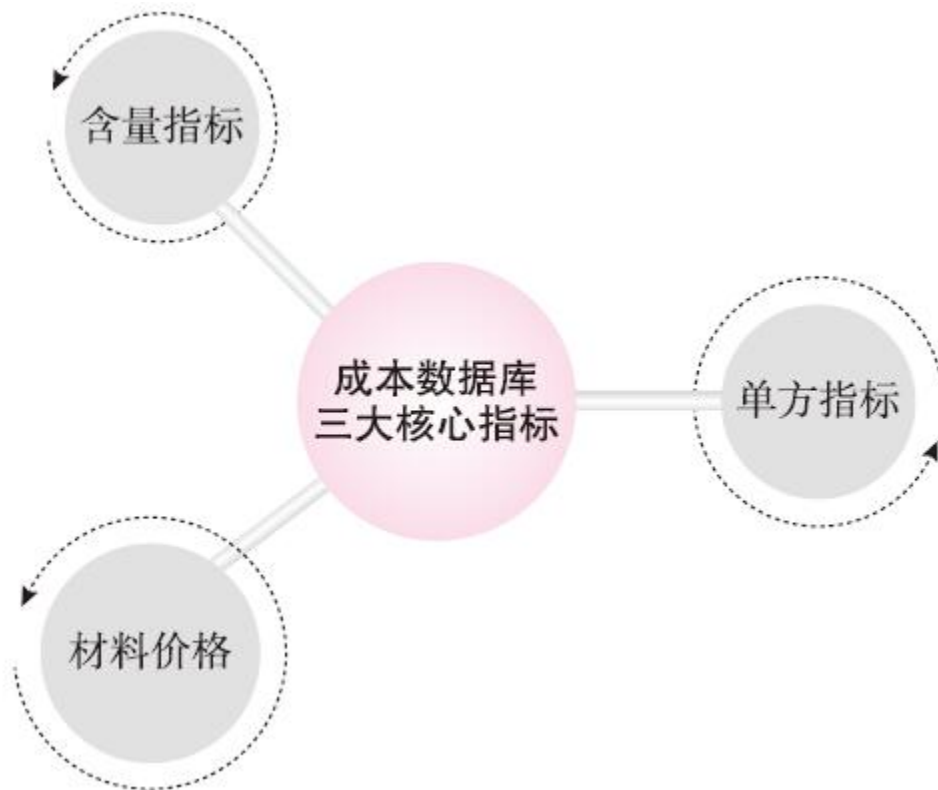 含量指标
成本数据库
三大核心指标
单方指标
材料价格